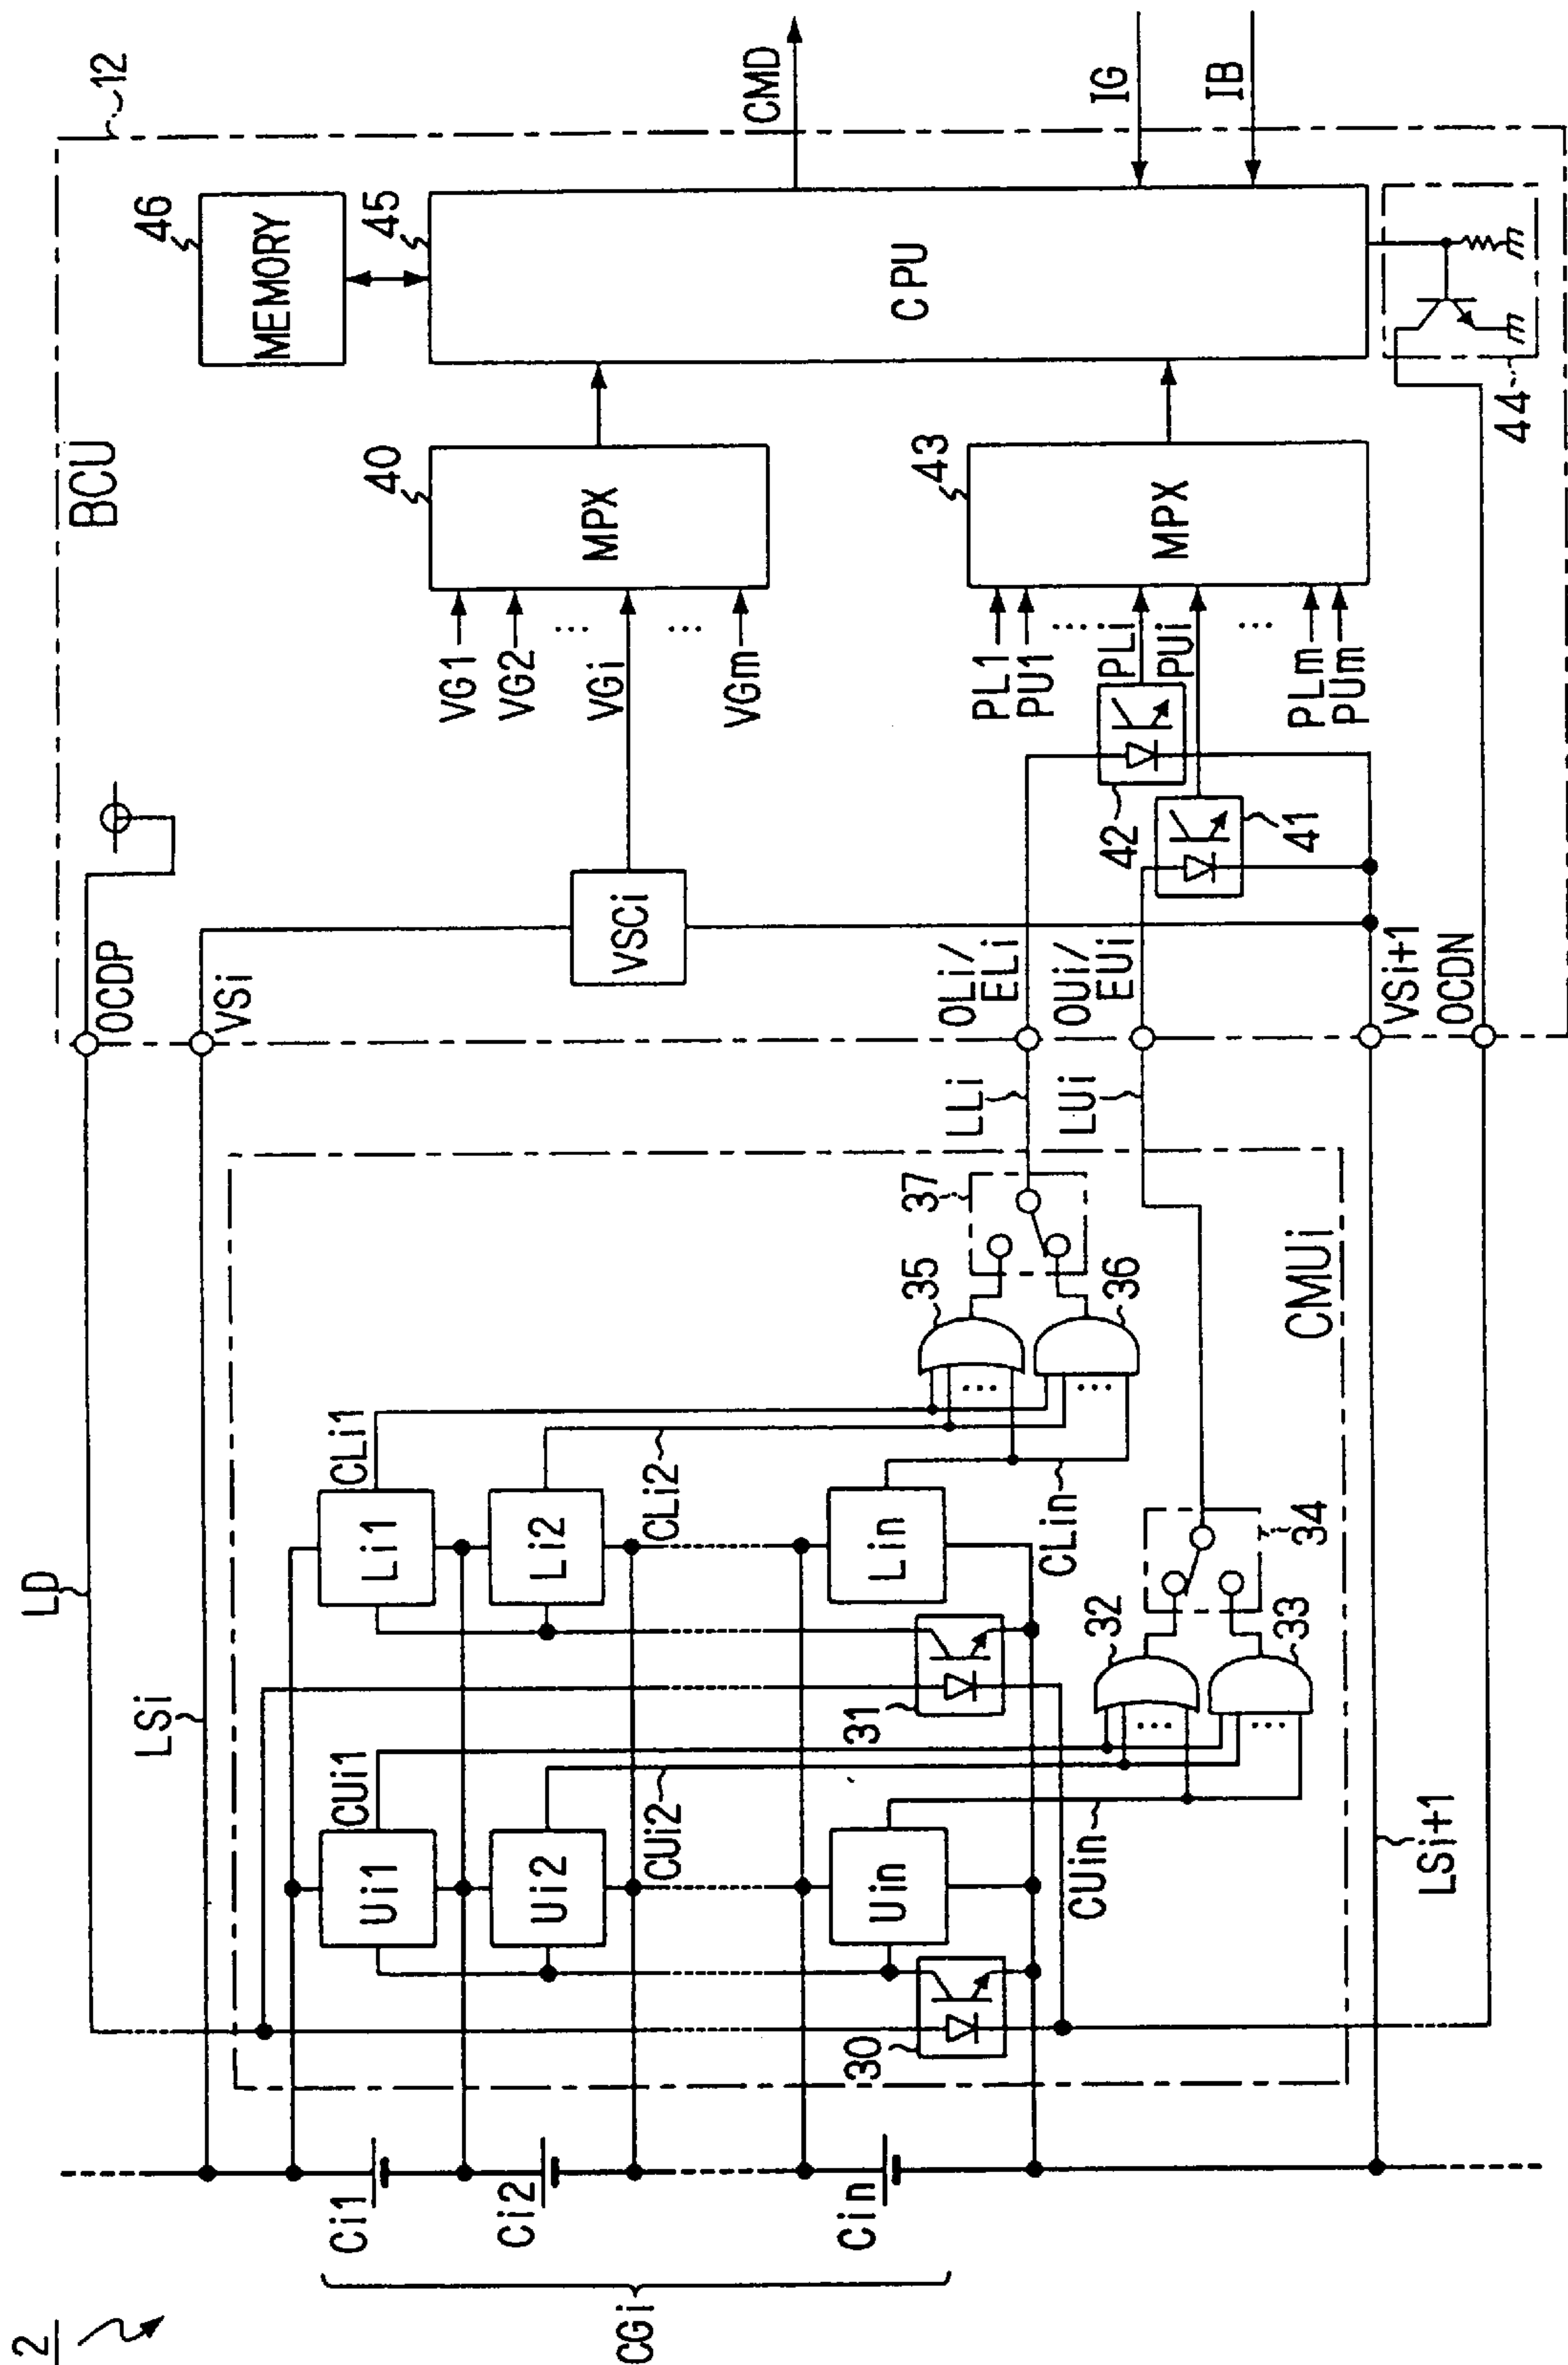 2
12
BCU
46
MEMORY
45
CPU
CMD
IG
IB
40
MPX
43
MPX
VG1
VG2
...
VGi
...
VGm
PL1
PU1
...
PLi
PUi
...
PLm
PUm
42
41
44
OCDP
VSi
VSCi
OLi/
ELi
OUi/
EUi
VSi+1
OCDN
LD
LSi
LLi
LUi
CMUi
37
35
36
...
...
CLi1
Li1
CLi2
Li2
CLin
Lin
34
32
33
...
...
31
CUi1
Ui1
CUi2
Ui2
CUin
Uin
30
LSi+1
Ci1
Ci2
Cin
CGi